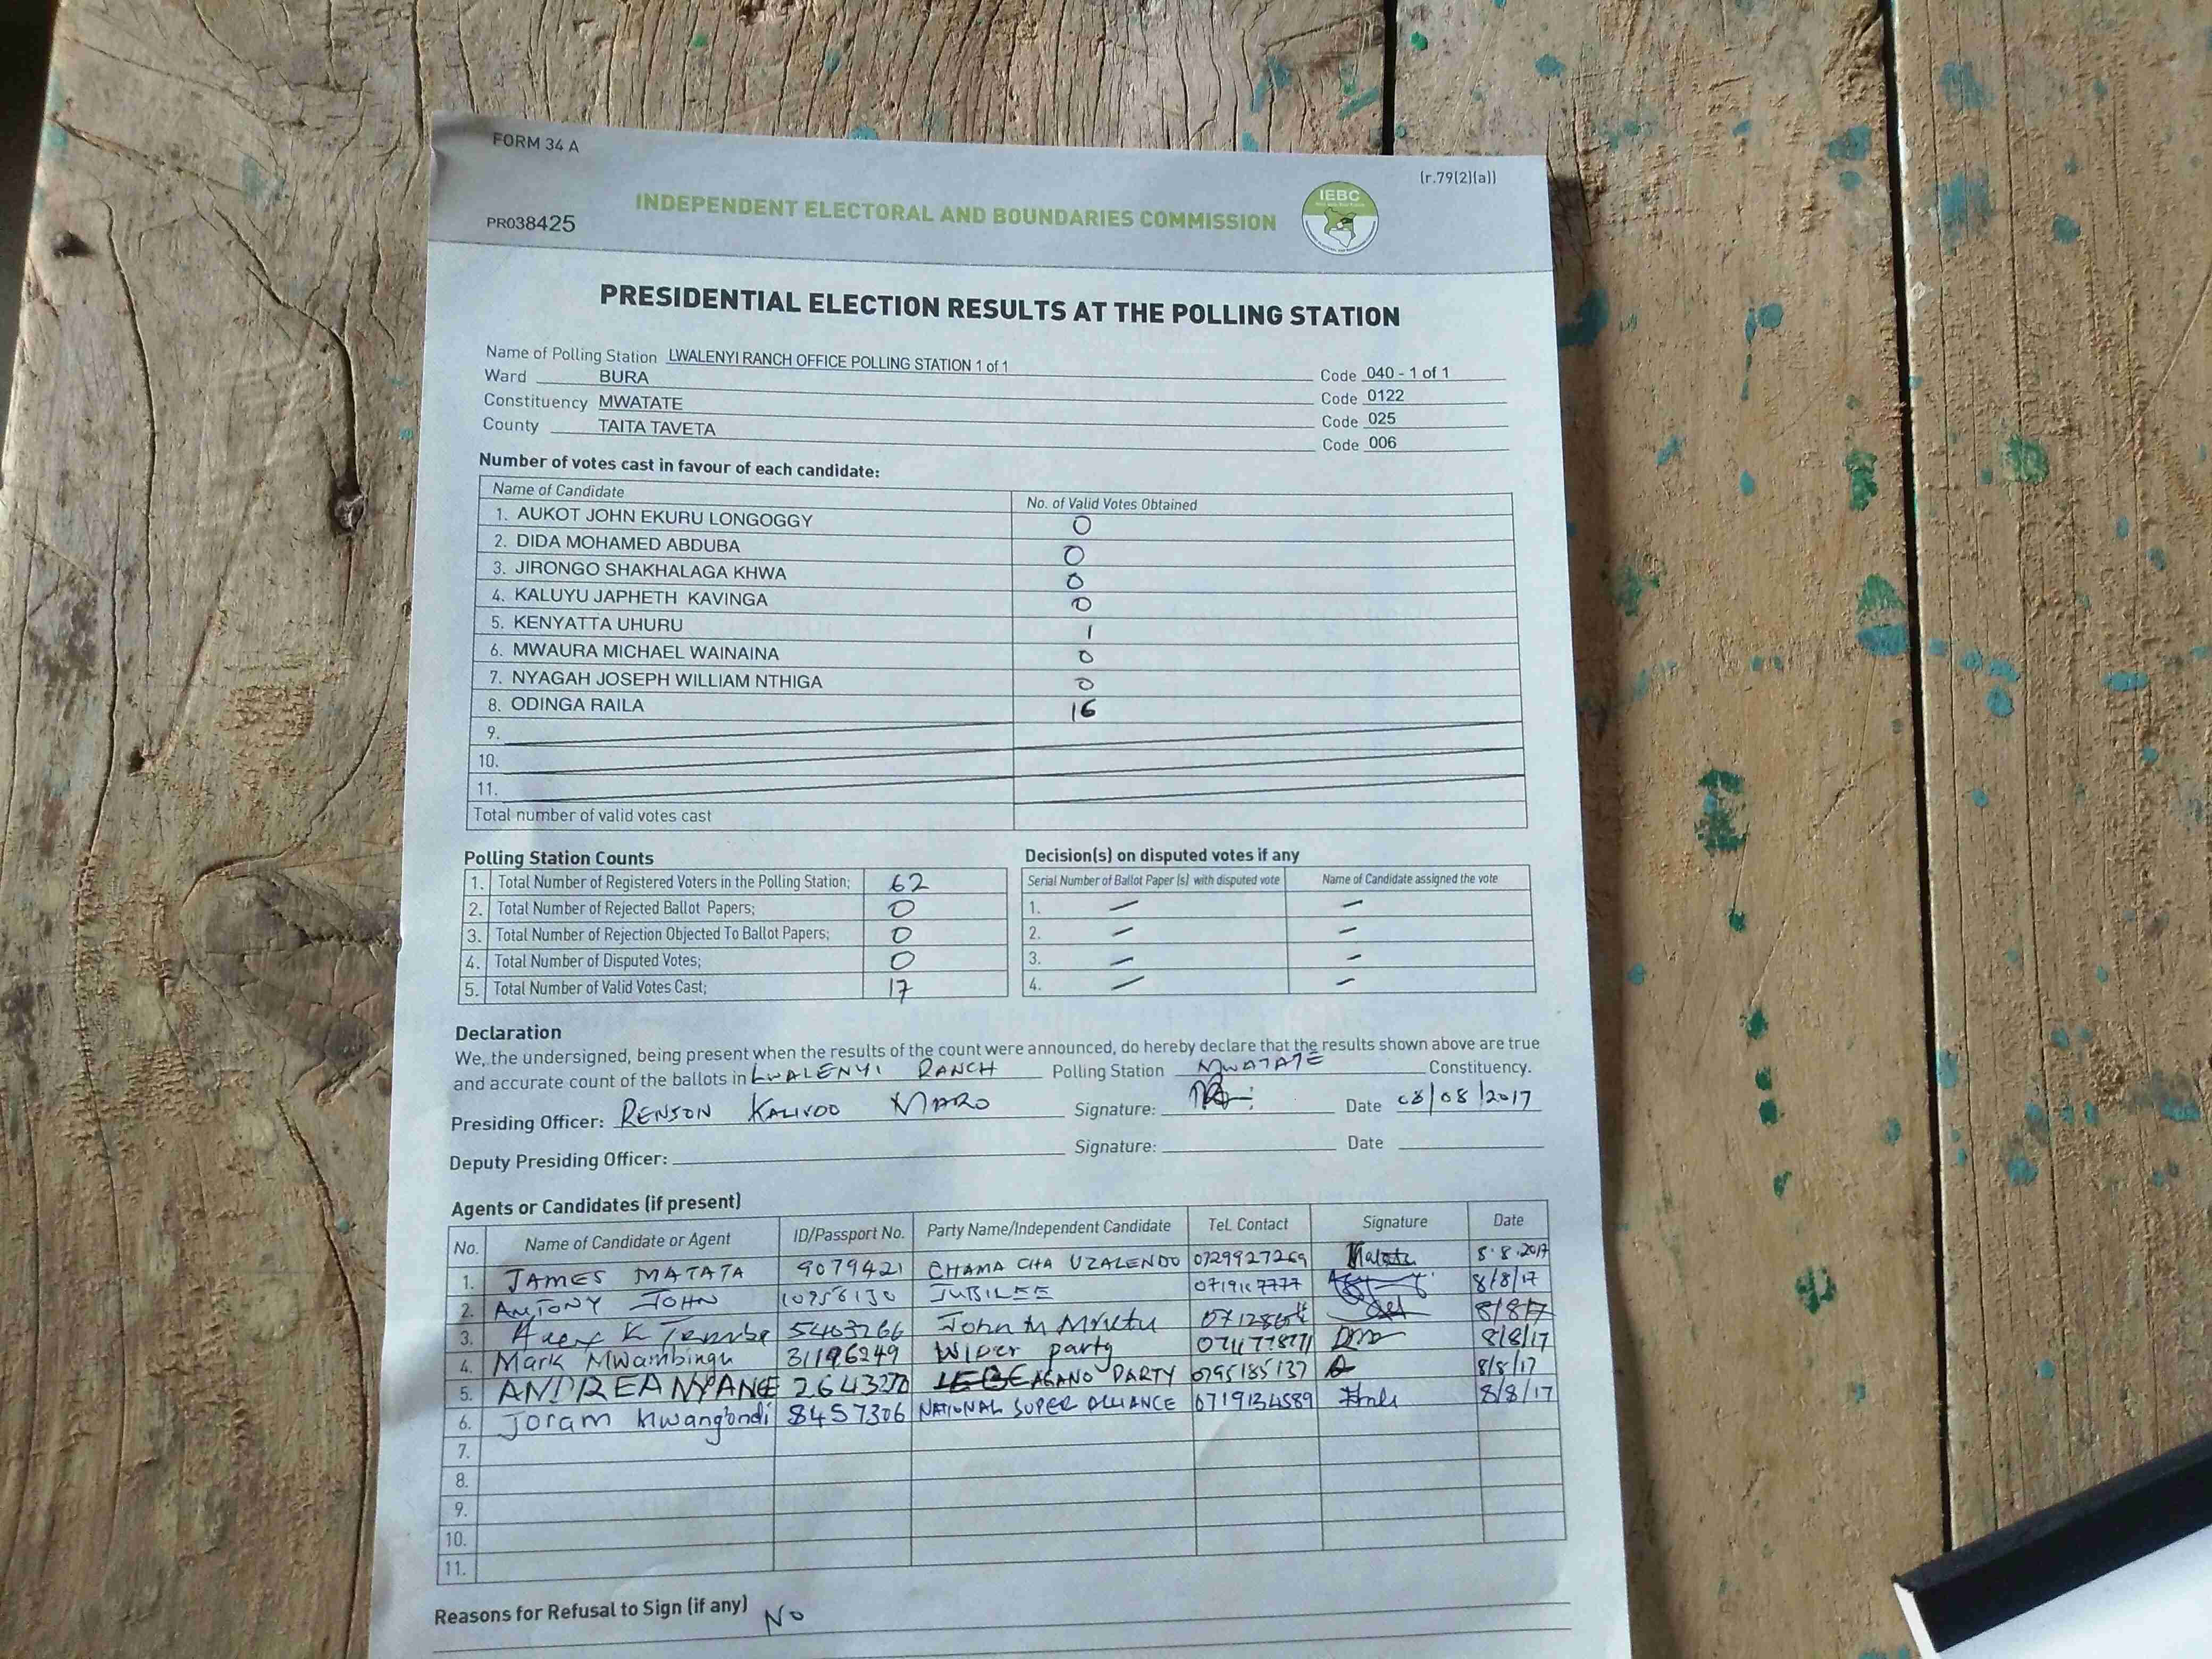 FORM 34 A
(r.79(2)(a))
IEBC
PR038425
INDEPENDENT ELECTORAL AND BOUNDARIES COMMISSION
PRESIDENTIAL ELECTION RESULTS AT THE POLLING STATION
Name of Polling Station LWALENYI RANCH OFFICE POLLING STATION 1 of 1 Code 040 - 1 of 1
Ward BURA Code 0122
Constituency MWATATE Code 025
County TAITA TAVETA Code 006
Number of votes cast in favour of each candidate:
Name of Candidate No. of Valid Votes Obtained
1. AUKOT JOHN EKURU LONGOGGY 0
2. DIDA MOHAMED ABDUBA 0
3. JIRONGO SHAKHALAGA KHWA 0
4. KALUYU JAPHETH KAVINGA 0
5. KENYATTA UHURU 1
6. MWAURA MICHAEL WAINAINA 0
7. NYAGAH JOSEPH WILLIAM NTHIGA 0
8. ODINGA RAILA 16
9.
10.
11.
Total number of valid votes cast
Polling Station Counts
1. Total Number of Registered Voters in the Polling Station; 62
2. Total Number of Rejected Ballot Papers; 0
3. Total Number of Rejection Objected To Ballot Papers; 0
4. Total Number of Disputed Votes; 0
5. Total Number of Valid Votes Cast; 17
Decision(s) on disputed votes if any
Serial Number of Ballot Paper (s) with disputed vote Name of Candidate assigned the vote
1. — —
2. — —
3. — —
4. — —
Declaration
We, the undersigned, being present when the results of the count were announced, do hereby declare that the results shown above are true
and accurate count of the ballots in LWALENYI RANCH Polling Station MWATATE Constituency.
Presiding Officer: RENSON KALIVOO MARO Signature: Date 08/08/2017
Deputy Presiding Officer: Signature: Date
Agents or Candidates (if present)
No. Name of Candidate or Agent ID/Passport No. Party Name/Independent Candidate Tel. Contact Signature Date
1. JAMES MATATA 9079421 CHAMA CHA UZALENDO 0729927269 8.8.2017
2. ANTONY JOHN JUBILEE 8/8/17
3. 5403266 John M Mrutu 8/8/17
4. Mark Mwambingu 31196249 Wiper party 8/8/17
5. ANDREA NYANGE AGANO PARTY 0795185137 8/8/17
6. Joram Mwang'ondi 8457306 NATIONAL SUPER ALLIANCE 0719134589 8/8/17
7.
8.
9.
10.
11.
Reasons for Refusal to Sign (if any) No